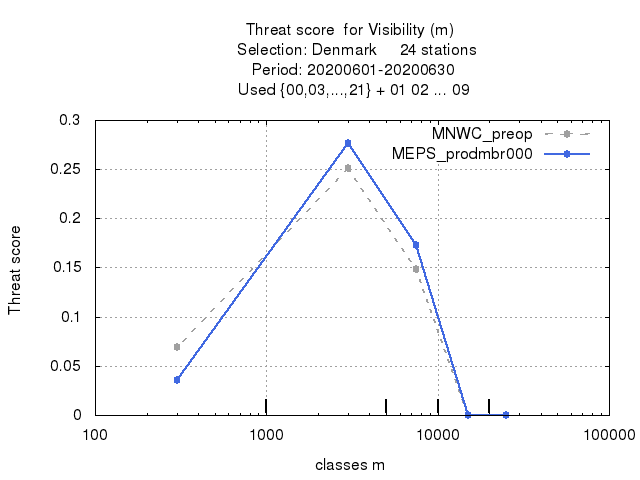 Threat score for Visibility (m)
Selection: Denmark 24 stations
Period: 20200601-20200630
Used {00,03,...,21} + 01 02 ... 09
MNWC_preop
MEPS_prodmbr000
0.3
0.25
0.2
0.15
0.1
0.05
0
Threat score
100 1000 10000 100000
classes m